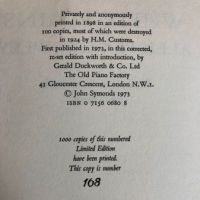 Privately and anonymously
printed in 1898 in an edition of
100 copies, most of which were destroyed
in 1924 by H.M. Customs.
First published in 1972, in this corrected,
re-set edition with introduction, by
Gerald Duckworth & Co. Ltd
The Old Piano Factory
43 Gloucester Crescent, London N.W.1.
© John Symonds 1973
ISBN 0 7156 0680 8
1000 copies of this numbered
Limited Edition
have been printed.
This copy is number
168